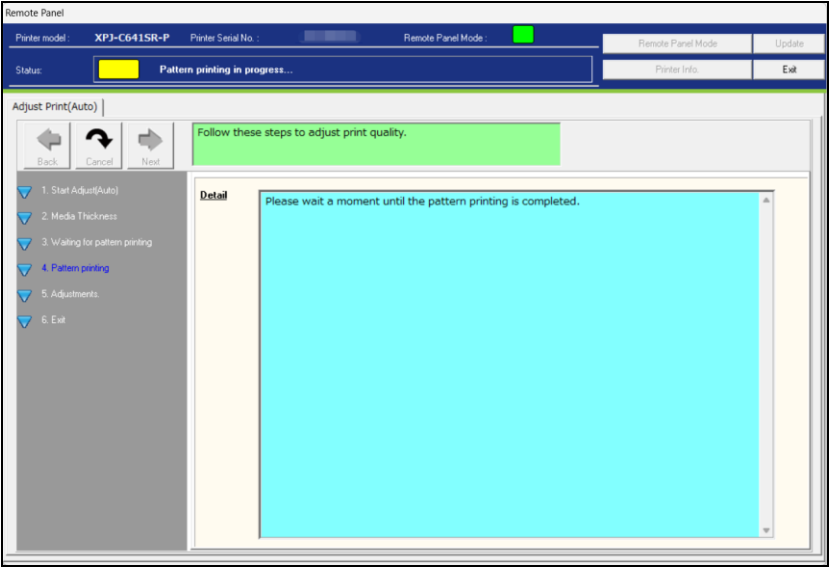 Remote Panel
Printer model : XPJ-C641SR-P Printer Serial No. : Remote Panel Mode :
Remote Panel Mode Update
Status: Pattern printing in progress...
Printer Info. Exit
Adjust Print(Auto)
Back Cancel Next
Follow these steps to adjust print quality.
1. Start Adjust(Auto)
2. Media Thickness
3. Waiting for pattern printing
4. Pattern printing
5. Adjustments.
6. Exit
Detail
Please wait a moment until the pattern printing is completed.